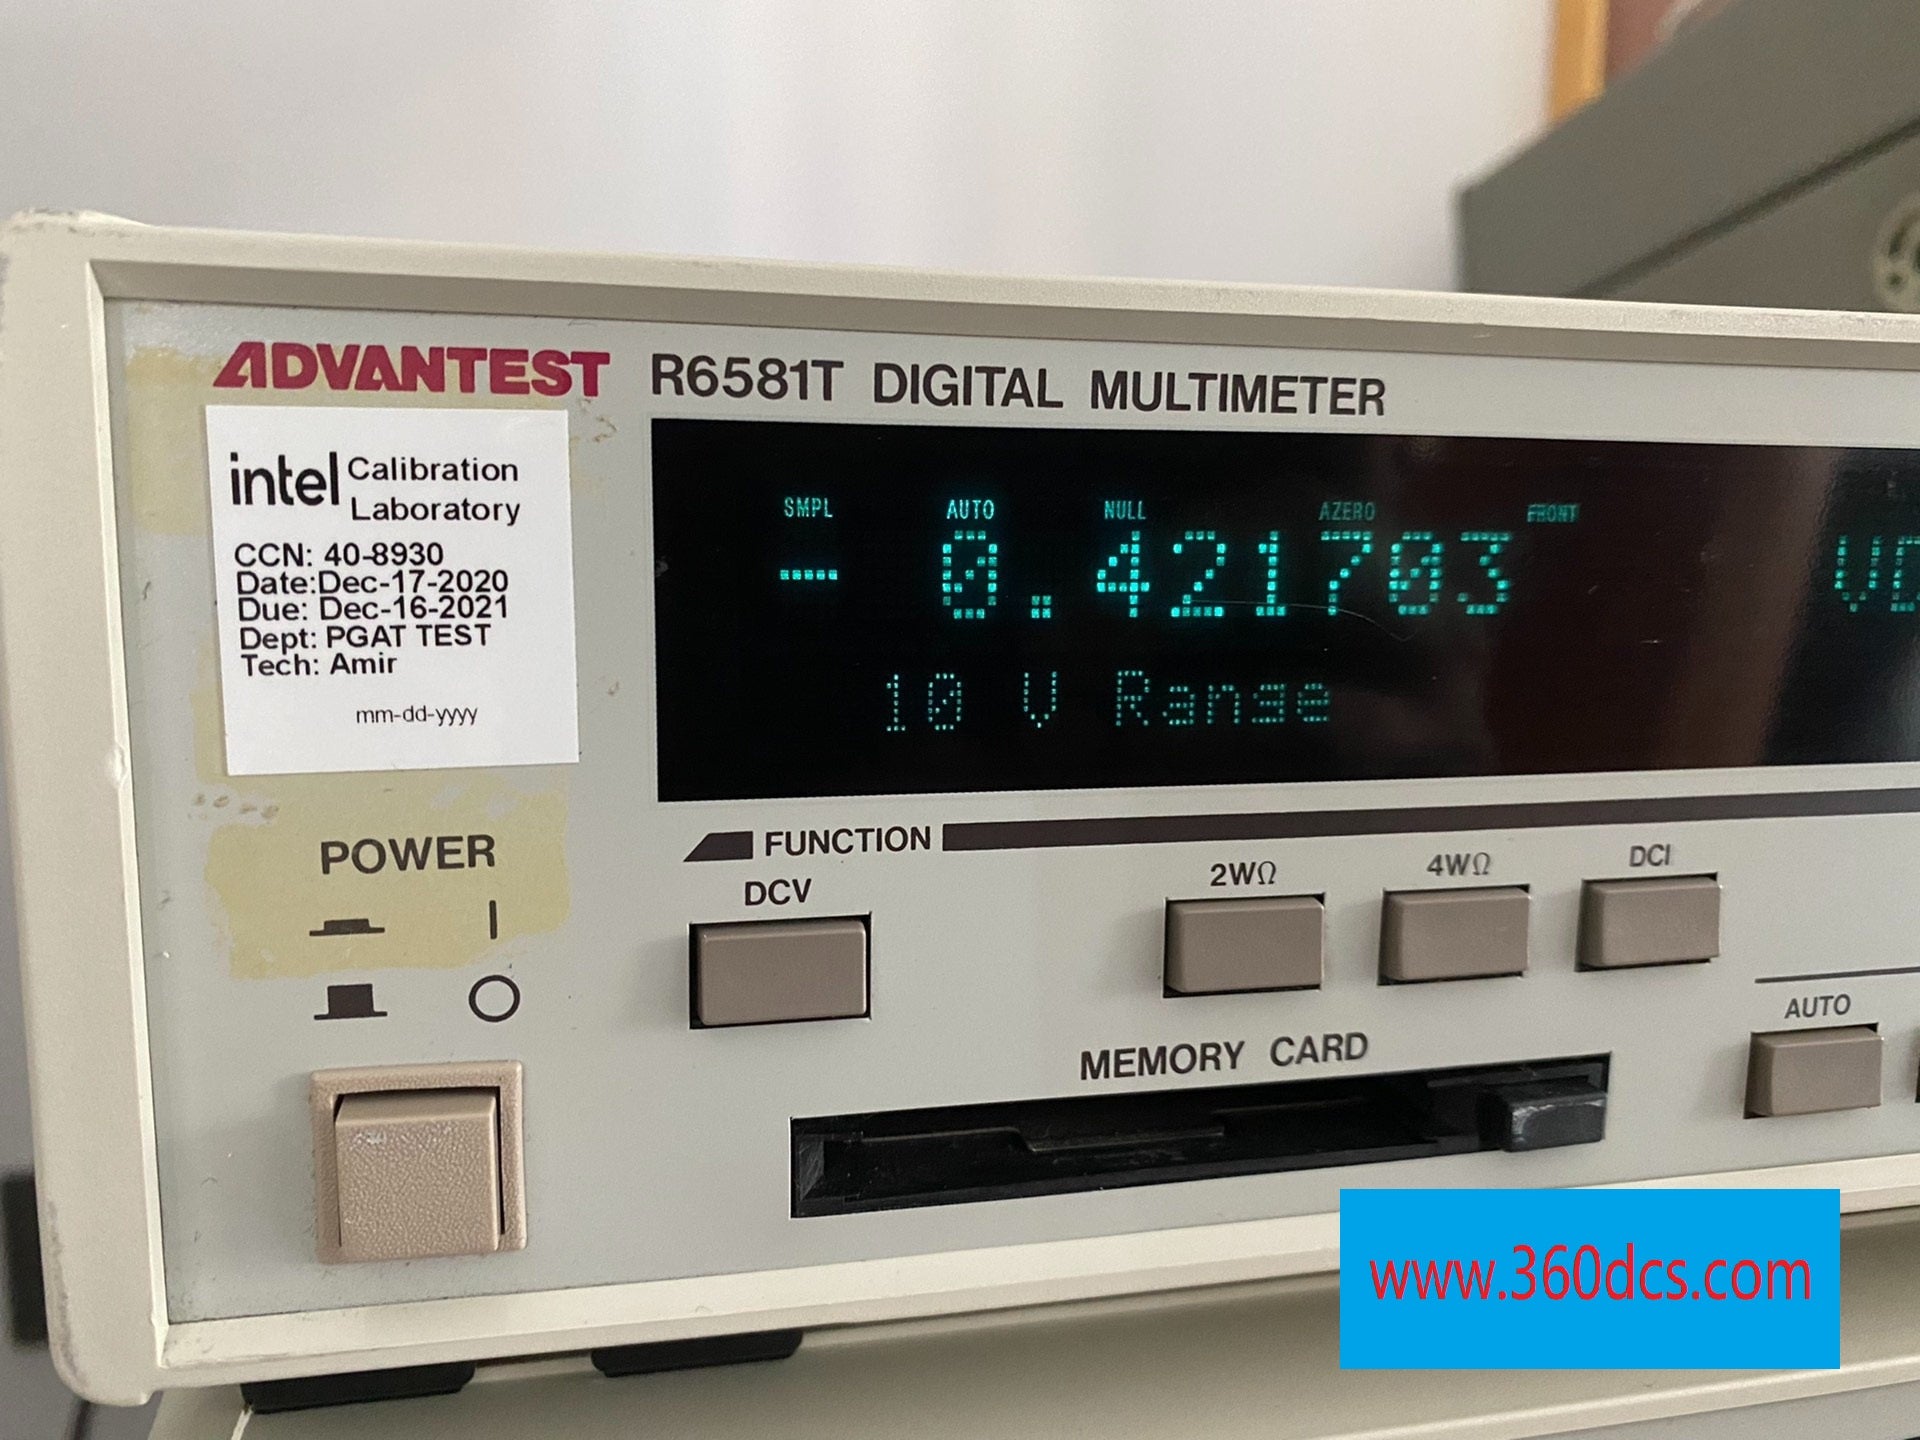 ADVANTEST R6581T DIGITAL MULTIMETER
intel Calibration
Laboratory
CCN: 40-8930
Date:Dec-17-2020
Due: Dec-16-2021
Dept: PGAT TEST
Tech: Amir
mm-dd-yyyy
SMPL AUTO NULL AZERO FRONT
- 0.421703
10 V Range
POWER
FUNCTION
DCV 2WΩ 4WΩ DCI
AUTO
MEMORY CARD
www.360dcs.com